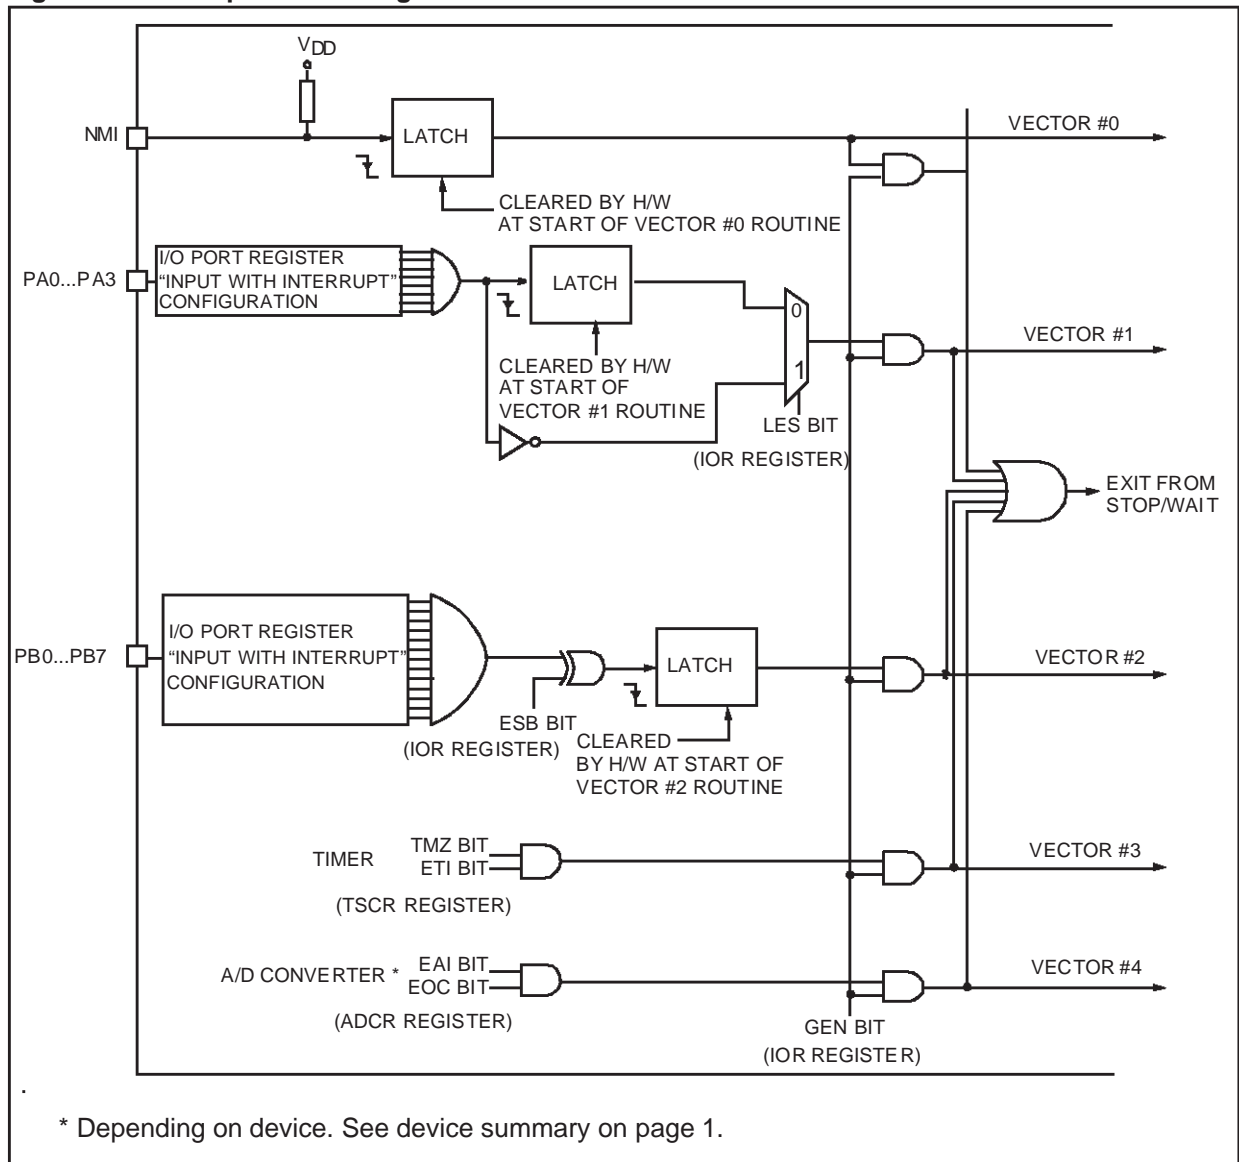 VDD
NMI
LATCH
VECTOR #0
CLEARED BY H/W
AT START OF VECTOR #0 ROUTINE
PA0...PA3
I/O PORT REGISTER
“INPUT WITH INTERRUPT”
CONFIGURATION
LATCH
0
1
VECTOR #1
CLEARED BY H/W
AT START OF
VECTOR #1 ROUTINE
LES BIT
(IOR REGISTER)
EXIT FROM
STOP/WAIT
PB0...PB7
I/O PORT REGISTER
“INPUT WITH INTERRUPT”
CONFIGURATION
LATCH
VECTOR #2
ESB BIT
(IOR REGISTER)
CLEARED
BY H/W AT START OF
VECTOR #2 ROUTINE
TIMER
TMZ BIT
ETI BIT
(TSCR REGISTER)
VECTOR #3
A/D CONVERTER *
EAI BIT
EOC BIT
(ADCR REGISTER)
VECTOR #4
GEN BIT
(IOR REGISTER)
.
* Depending on device. See device summary on page 1.